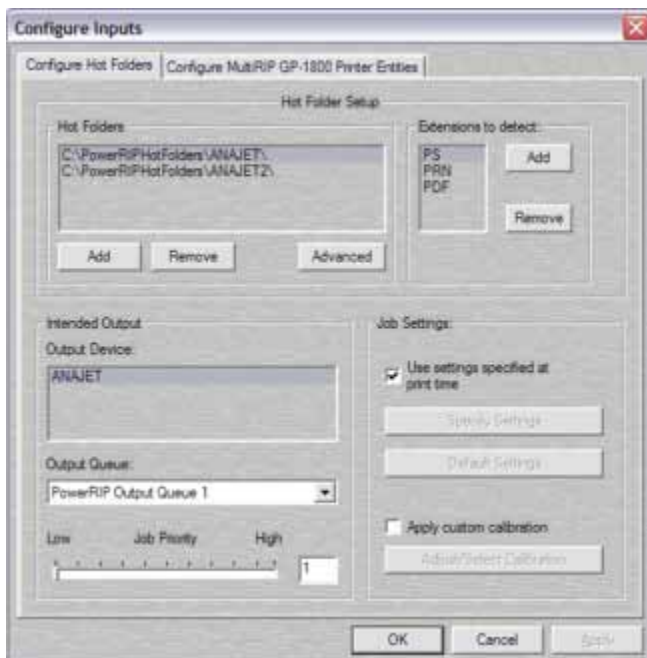 Configure Inputs
Configure Hot Folders
Configure MultiRIP GP-1800 Printer Entities
Hot Folder Setup
Hot Folders
C:\PowerRIPHotFolders\ANAJET\
C:\PowerRIPHotFolders\ANAJET2\
Add
Remove
Advanced
Extensions to detect:
PS
PRN
PDF
Add
Remove
Intended Output
Output Device:
ANAJET
Output Queue:
PowerRIP Output Queue 1
Low
Job Priority
High
1
Job Settings:
Use settings specified at
print time
Specify Settings
Default Settings
Apply custom calibration
Adjust/Select Calibration
OK
Cancel
Apply